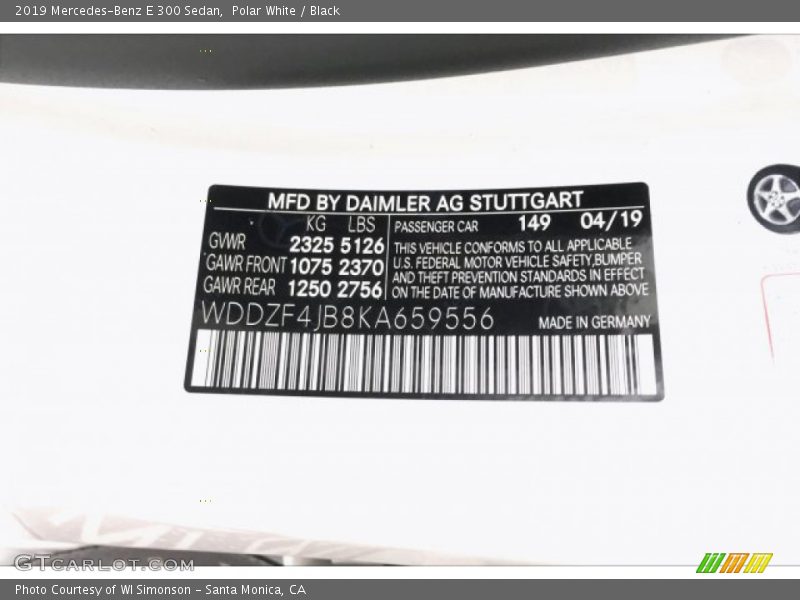 2019 Mercedes-Benz E 300 Sedan,  Polar White / Black
MFD BY DAIMLER AG STUTTGART
KG LBS
GVWR 2325 5126
GAWR FRONT 1075 2370
GAWR REAR 1250 2756
PASSENGER CAR 149 04/19
THIS VEHICLE CONFORMS TO ALL APPLICABLE
U.S. FEDERAL MOTOR VEHICLE SAFETY,BUMPER
AND THEFT PREVENTION STANDARDS IN EFFECT
ON THE DATE OF MANUFACTURE SHOWN ABOVE
WDDZF4JB8KA659556 MADE IN GERMANY
GTCARLOT.COM
Photo Courtesy of WI Simonson - Santa Monica, CA